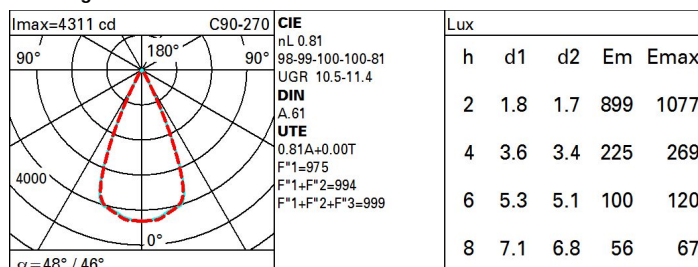 Imax=4311 cd C90-270
90° 180° 90°
4000
0°
α=48° / 46°
CIE
nL 0.81
98-99-100-100-81
UGR 10.5-11.4
DIN
A.61
UTE
0.81A+0.00T
F"1=975
F"1+F"2=994
F"1+F"2+F"3=999
Lux
h d1 d2 Em Emax
2 1.8 1.7 899 1077
4 3.6 3.4 225 269
6 5.3 5.1 100 120
8 7.1 6.8 56 67